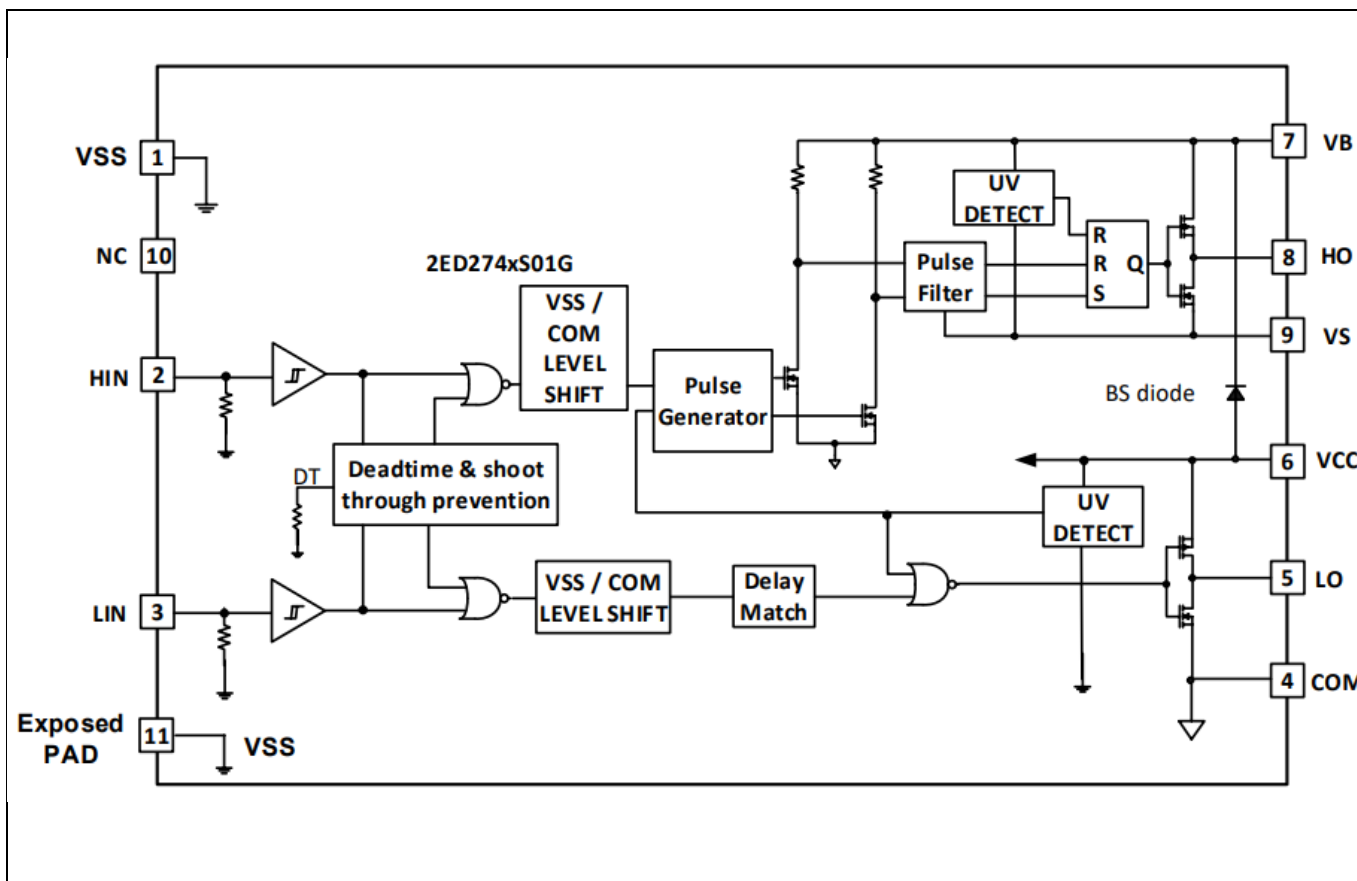 VSS
1
NC
10
HIN
2
LIN
3
Exposed
PAD
11
VSS
2ED274xS01G
VSS /
COM
LEVEL
SHIFT
Deadtime & shoot
through prevention
DT
VSS / COM
LEVEL SHIFT
Delay
Match
Pulse
Generator
Pulse
Filter
UV
DETECT
R
R
S
Q
BS diode
UV
DETECT
7
VB
8
HO
9
VS
6
VCC
5
LO
4
COM